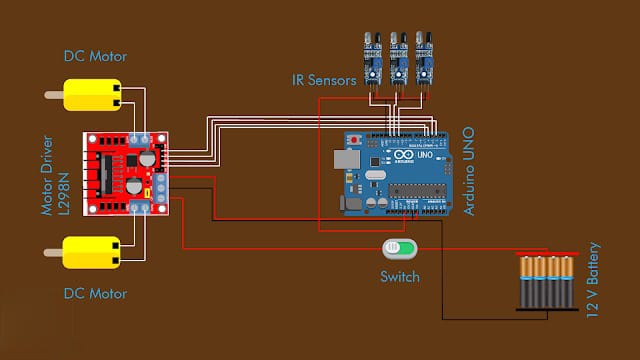 DC Motor
IR Sensors
Motor Driver
L298N
UNO
Arduino UNO
DC Motor
Switch
12 V Battery